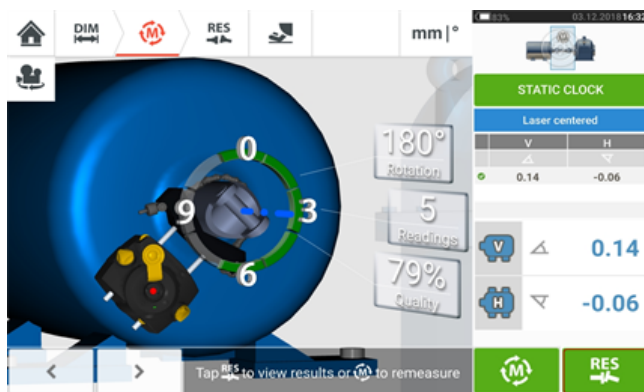 DIM
M
RES
mm|°
83%
03.12.2018 16:32
0
3
6
9
180°
Rotation
5
Readings
79%
Quality
STATIC CLOCK
Laser centered
V H
0.14 -0.06
V 0.14
H -0.06
Tap RES to view results or M to remeasure
M
RES